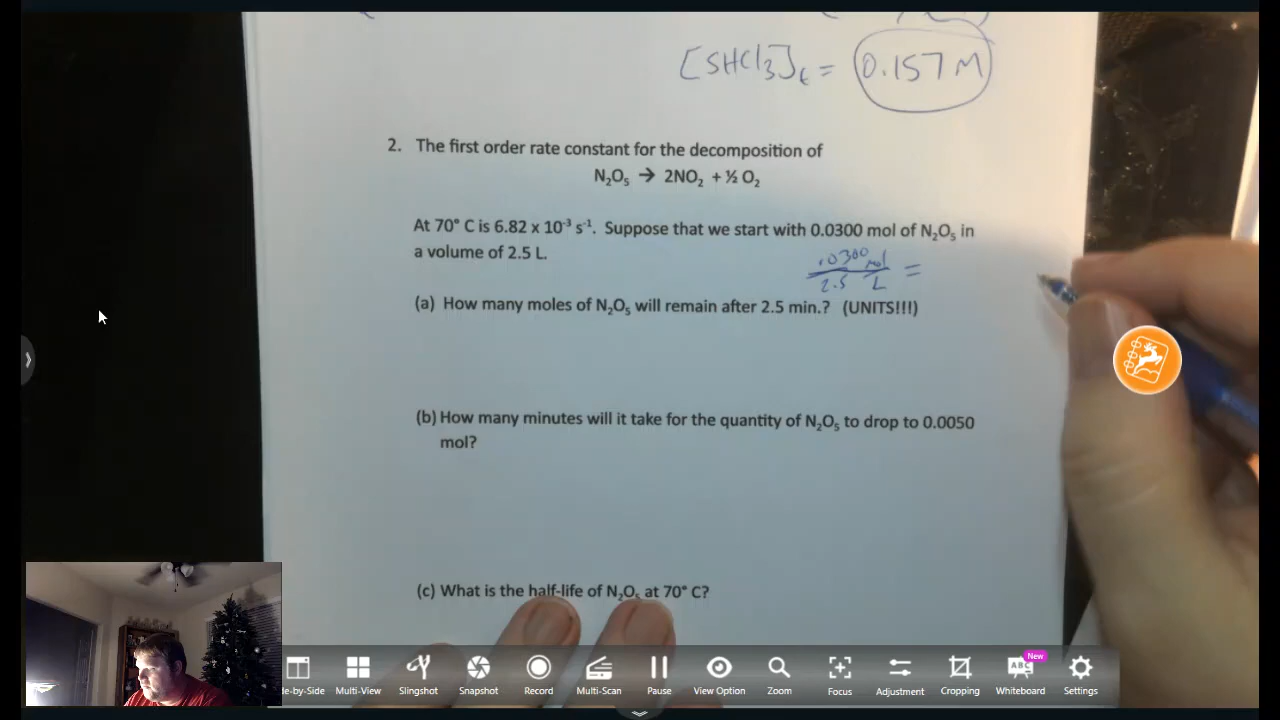 [SHCl3]t = 0.157 M
2. The first order rate constant for the decomposition of
N₂O₅ → 2NO₂ + ½ O₂
At 70° C is 6.82 x 10⁻³ s⁻¹. Suppose that we start with 0.0300 mol of N₂O₅ in
a volume of 2.5 L.
.0300 mol
2.5 L =
(a) How many moles of N₂O₅ will remain after 2.5 min.? (UNITS!!!)
(b) How many minutes will it take for the quantity of N₂O₅ to drop to 0.0050
mol?
(c) What is the half-life of N₂O₅ at 70° C?
New
ABC
de-by-Side Multi-View Slingshot Snapshot Record Multi-Scan Pause View Option Zoom Focus Adjustment Cropping Whiteboard Settings